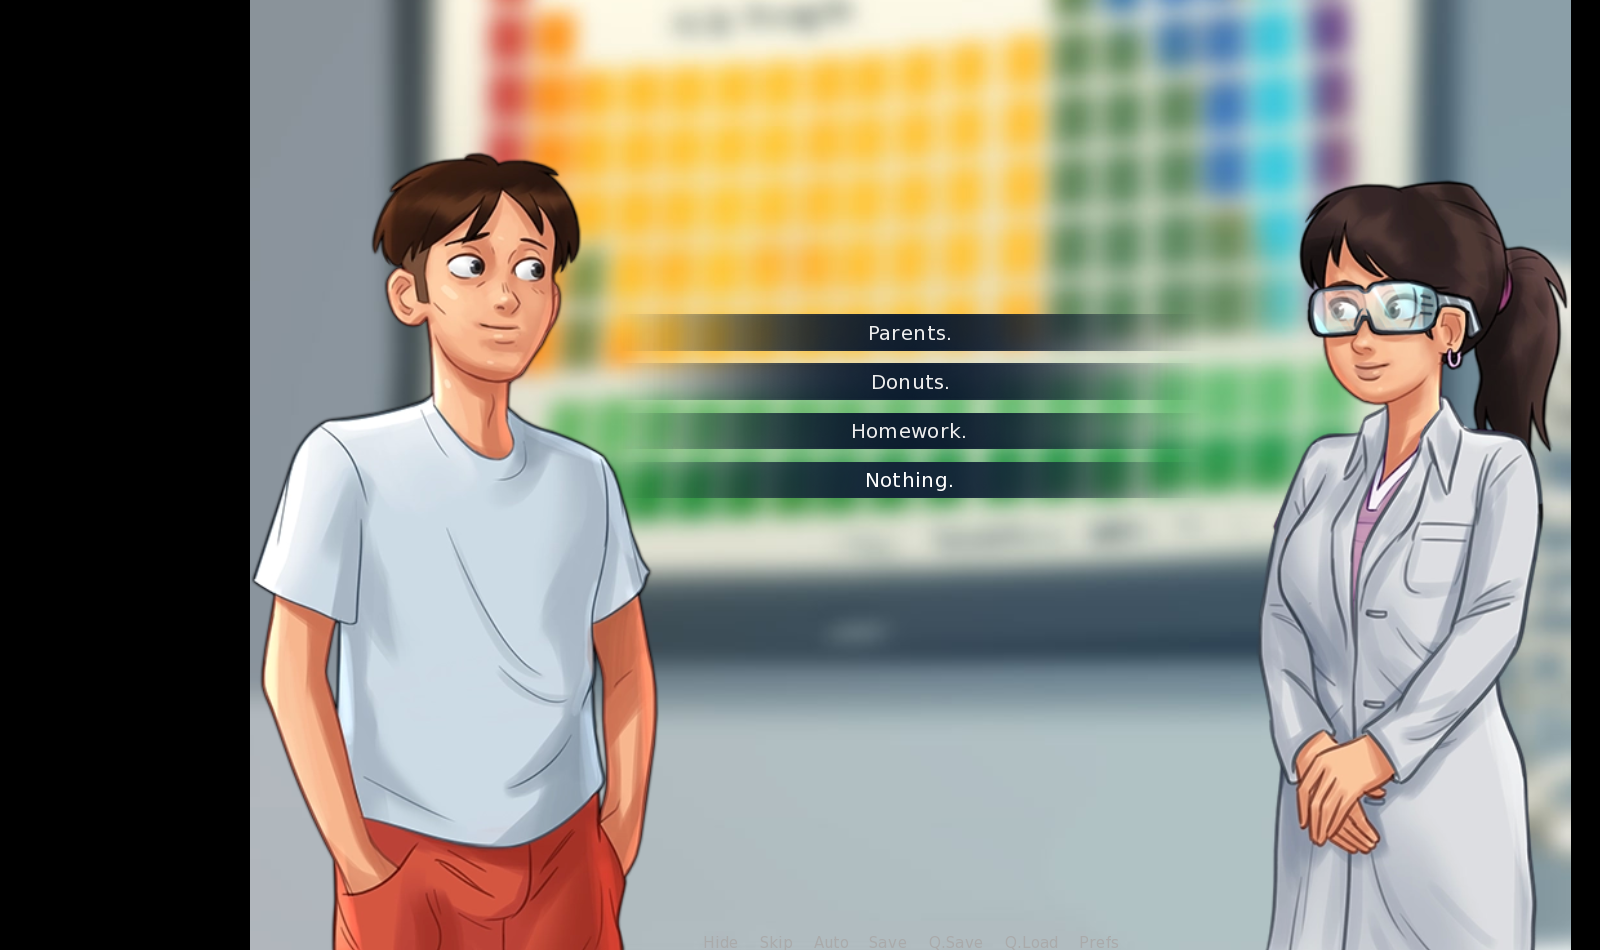 Parents.
Donuts.
Homework.
Nothing.
Hide Skip Auto Save Q.Save Q.Load Prefs